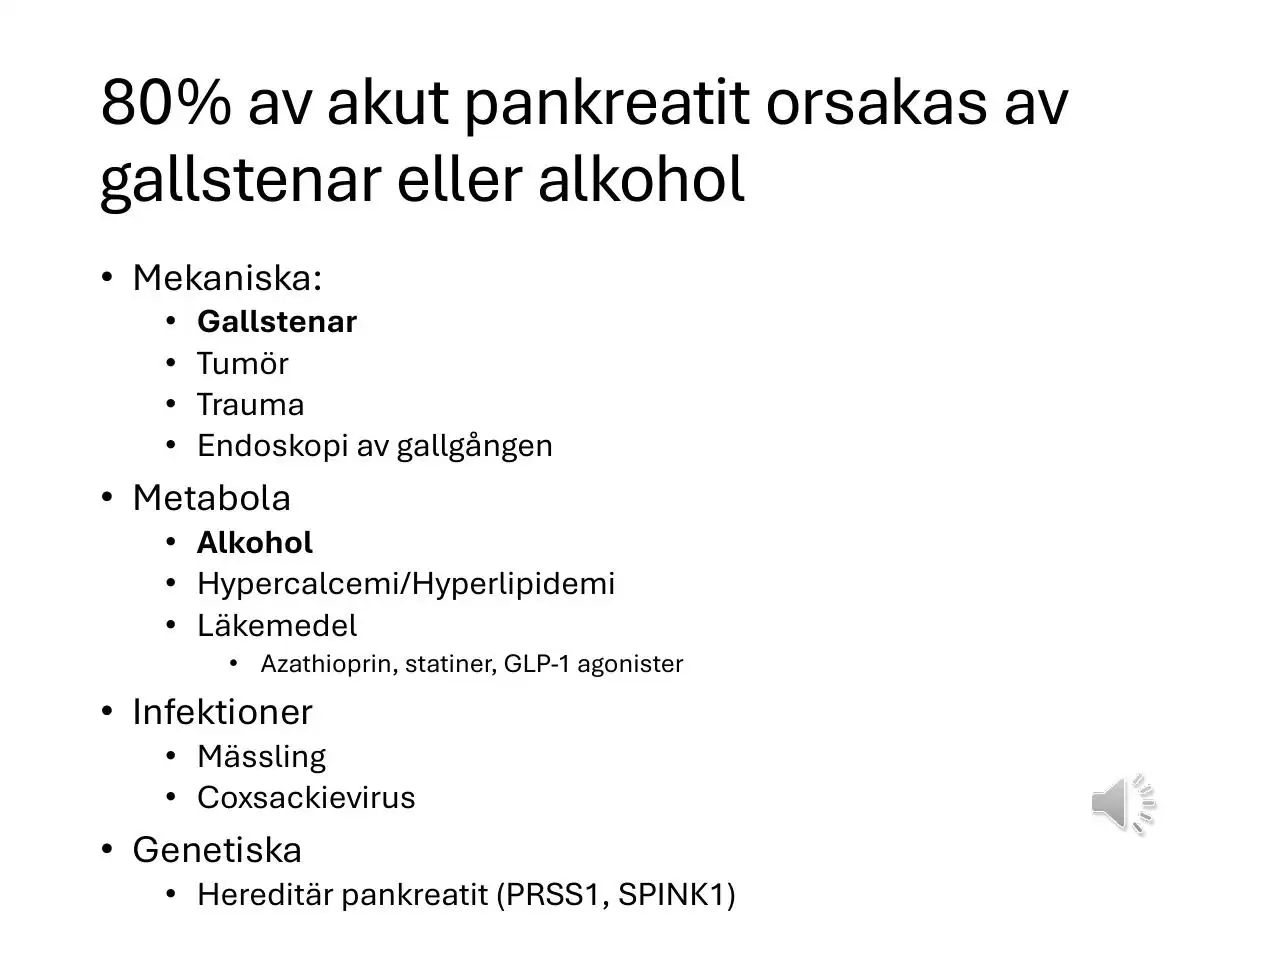 80% av akut pankreatit orsakas av
gallstenar eller alkohol
• Mekaniska:
• Gallstenar
• Tumör
• Trauma
• Endoskopi av gallgången
• Metabola
• Alkohol
• Hypercalcemi/Hyperlipidemi
• Läkemedel
• Azathioprin, statiner, GLP-1 agonister
• Infektioner
• Mässling
• Coxsackievirus
• Genetiska
• Hereditär pankreatit (PRSS1, SPINK1)